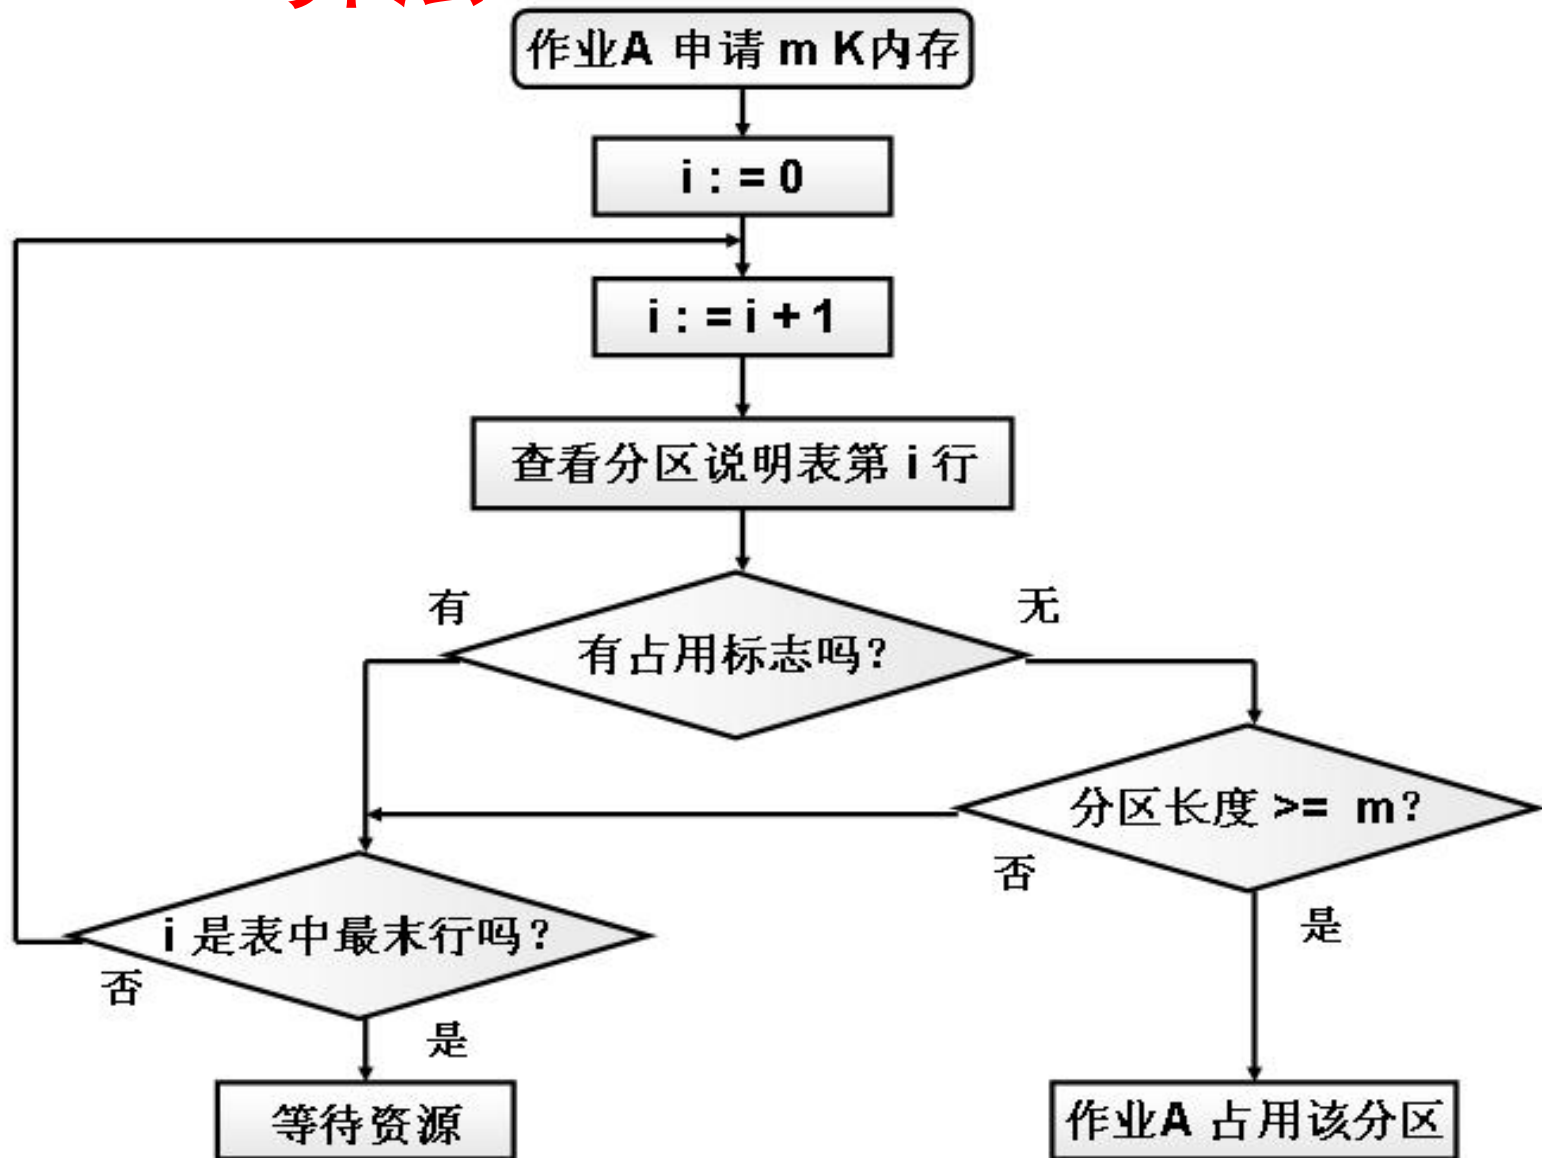 作业A 申请 m K内存
i : = 0
i : = i + 1
查看分区说明表第 i 行
有
无
有占用标志吗？
分区长度 >= m？
否
是
i 是表中最末行吗？
否
是
等待资源
作业A 占用该分区